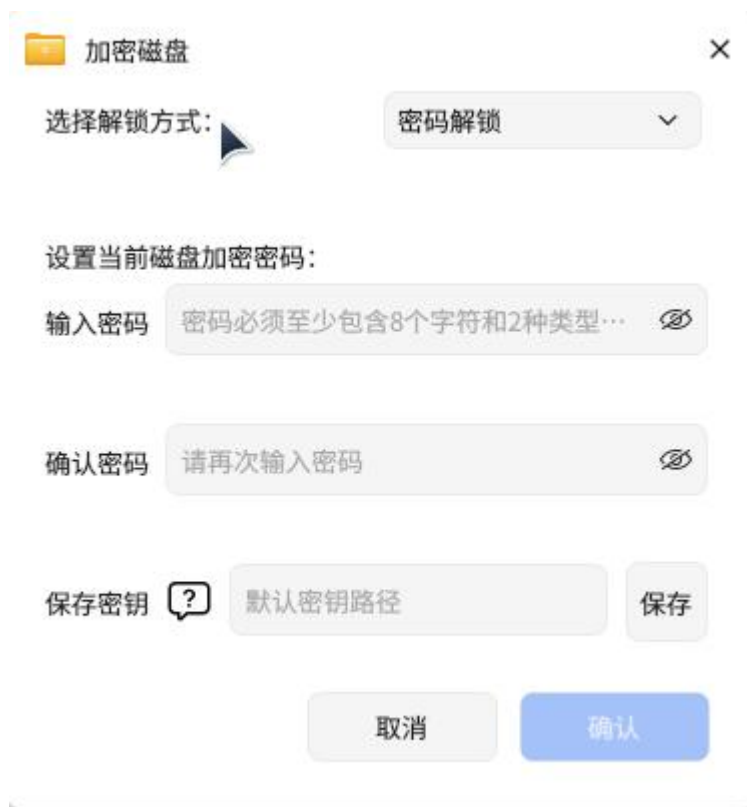 加密磁盘
选择解锁方式： 密码解锁
设置当前磁盘加密密码：
输入密码 密码必须至少包含8个字符和2种类型…
确认密码 请再次输入密码
保存密钥 ? 默认密钥路径 保存
取消 确认